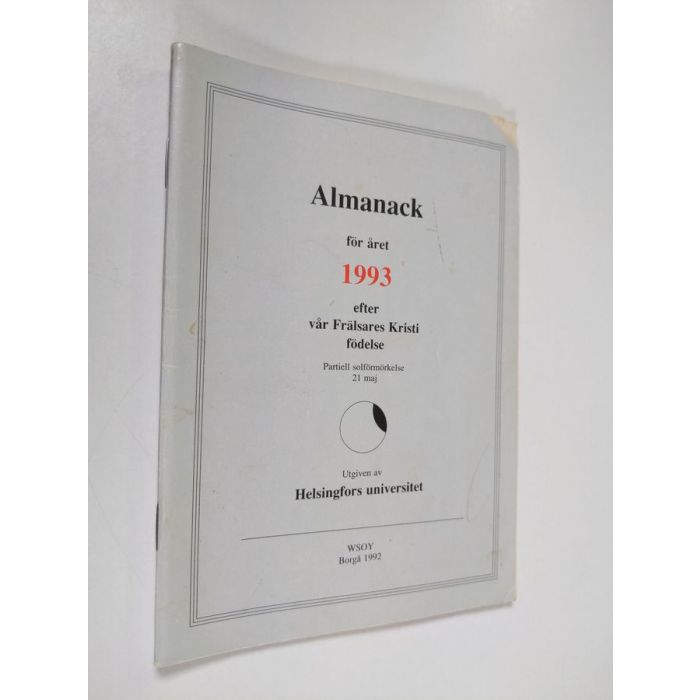 Almanack
för året
1993
efter
vår Frälsares Kristi
födelse
Partiell solförmörkelse
21 maj
Utgiven av
Helsingfors universitet
WSOY
Borgå 1992